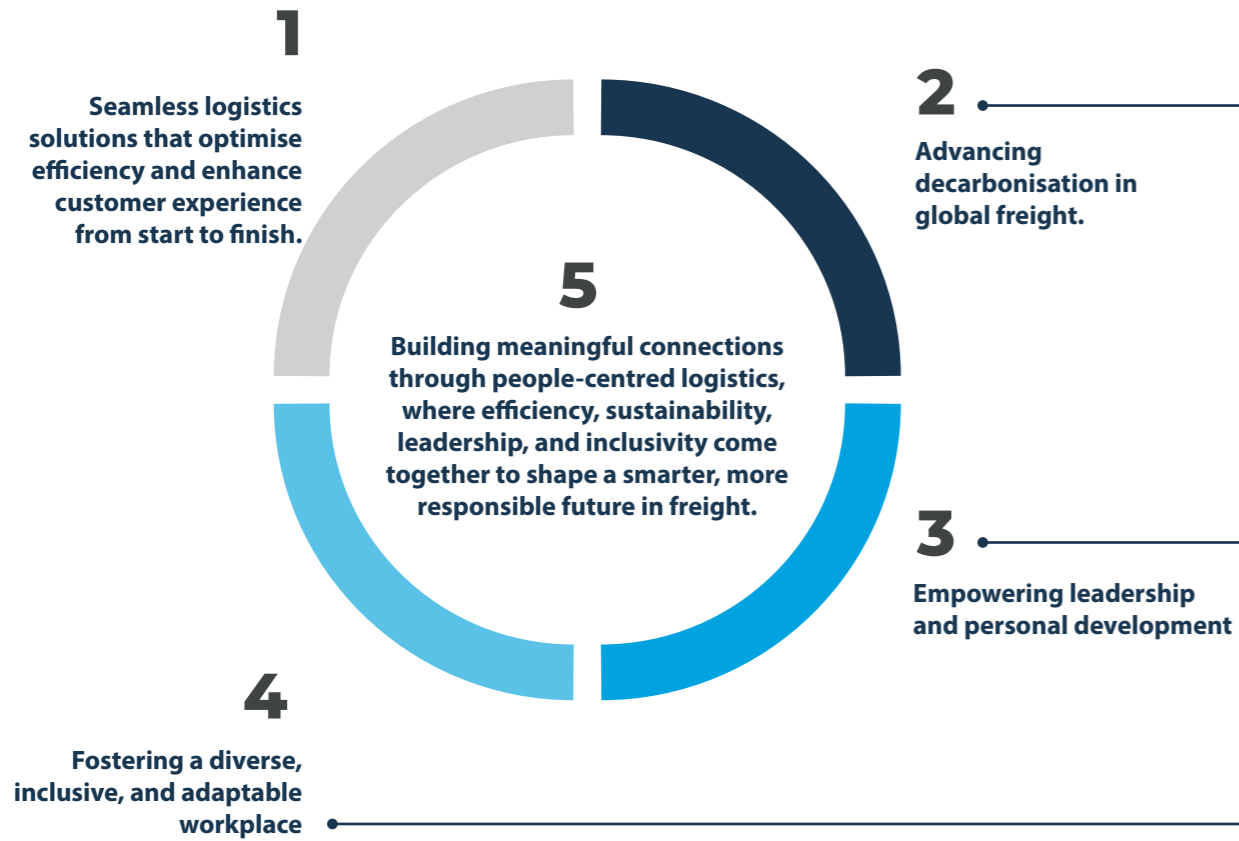 1
Seamless logistics
solutions that optimise
efficiency and enhance
customer experience
from start to finish.
2
Advancing
decarbonisation in
global freight.
5
Building meaningful connections
through people-centred logistics,
where efficiency, sustainability,
leadership, and inclusivity come
together to shape a smarter, more
responsible future in freight.
3
Empowering leadership
and personal development
4
Fostering a diverse,
inclusive, and adaptable
workplace